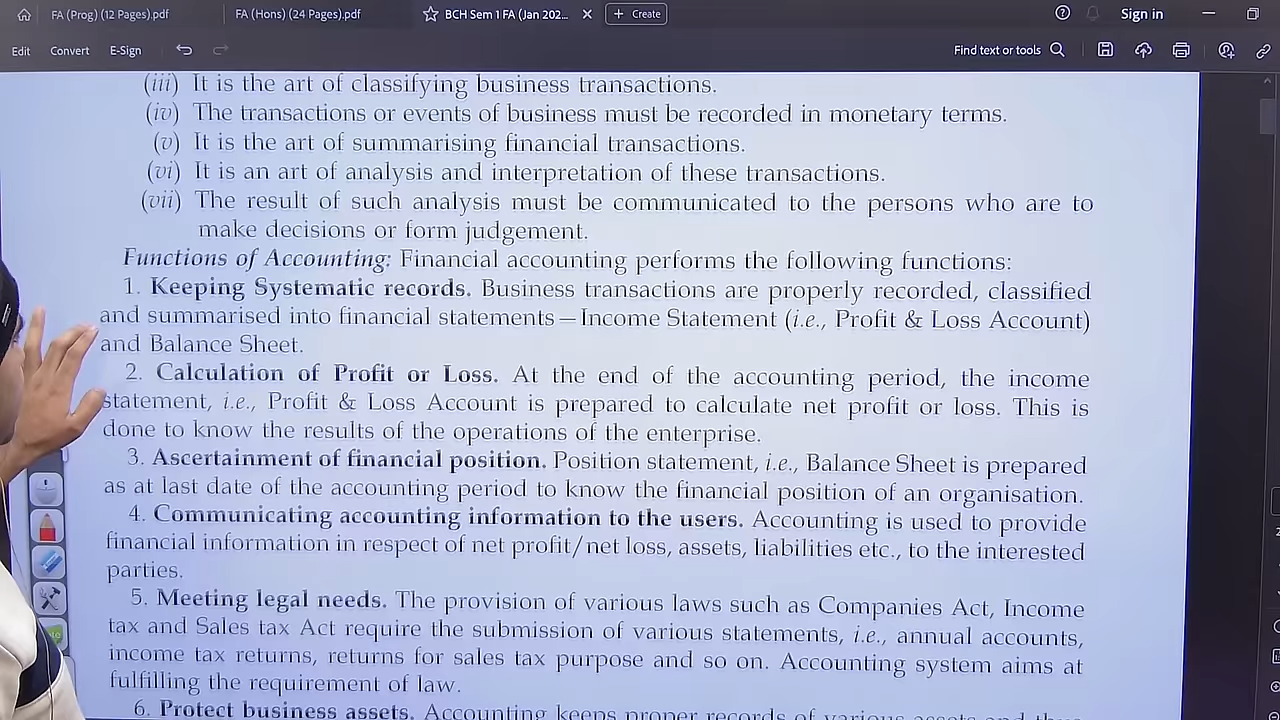 FA (Prog) (12 Pages).pdf
FA (Hons) (24 Pages).pdf
BCH Sem 1 FA (Jan 202...
+ Create
Sign in
Edit
Convert
E-Sign
Find text or tools
(iii) It is the art of classifying business transactions.
(iv) The transactions or events of business must be recorded in monetary terms.
(v) It is the art of summarising financial transactions.
(vi) It is an art of analysis and interpretation of these transactions.
(vii) The result of such analysis must be communicated to the persons who are to
make decisions or form judgement.
Functions of Accounting: Financial accounting performs the following functions:
1. Keeping Systematic records. Business transactions are properly recorded, classified
and summarised into financial statements—Income Statement (i.e., Profit & Loss Account)
and Balance Sheet.
2. Calculation of Profit or Loss. At the end of the accounting period, the income
statement, i.e., Profit & Loss Account is prepared to calculate net profit or loss. This is
done to know the results of the operations of the enterprise.
3. Ascertainment of financial position. Position statement, i.e., Balance Sheet is prepared
as at last date of the accounting period to know the financial position of an organisation.
4. Communicating accounting information to the users. Accounting is used to provide
financial information in respect of net profit/net loss, assets, liabilities etc., to the interested
parties.
5. Meeting legal needs. The provision of various laws such as Companies Act, Income
tax and Sales tax Act require the submission of various statements, i.e., annual accounts,
income tax returns, returns for sales tax purpose and so on. Accounting system aims at
fulfilling the requirement of law.
6. Protect business assets. Accounting keeps proper records of various assets and thus